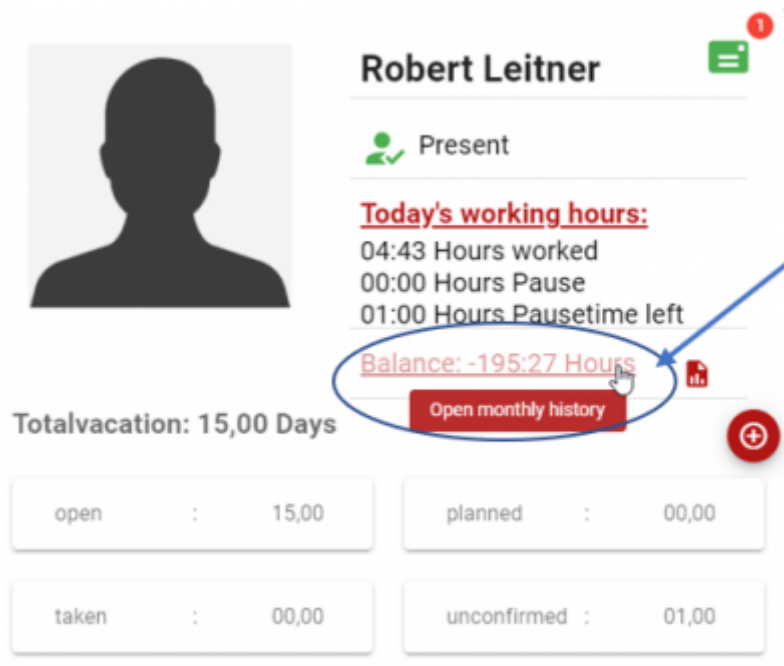 1
Robert Leitner
Present
Today's working hours:
04:43 Hours worked
00:00 Hours Pause
01:00 Hours Pausetime left
Balance: -195:27 Hours
Open monthly history
Totalvacation: 15,00 Days
open : 15,00
planned : 00,00
taken : 00,00
unconfirmed : 01,00